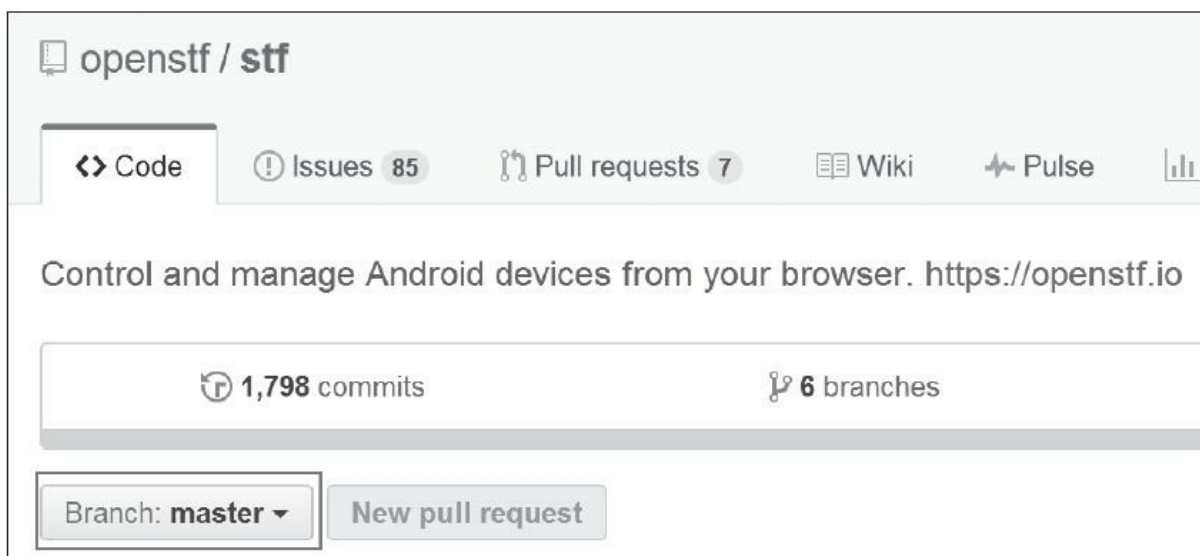 openstf / stf
Code Issues 85 Pull requests 7 Wiki Pulse
Control and manage Android devices from your browser. https://openstf.io
1,798 commits 6 branches
Branch: master New pull request